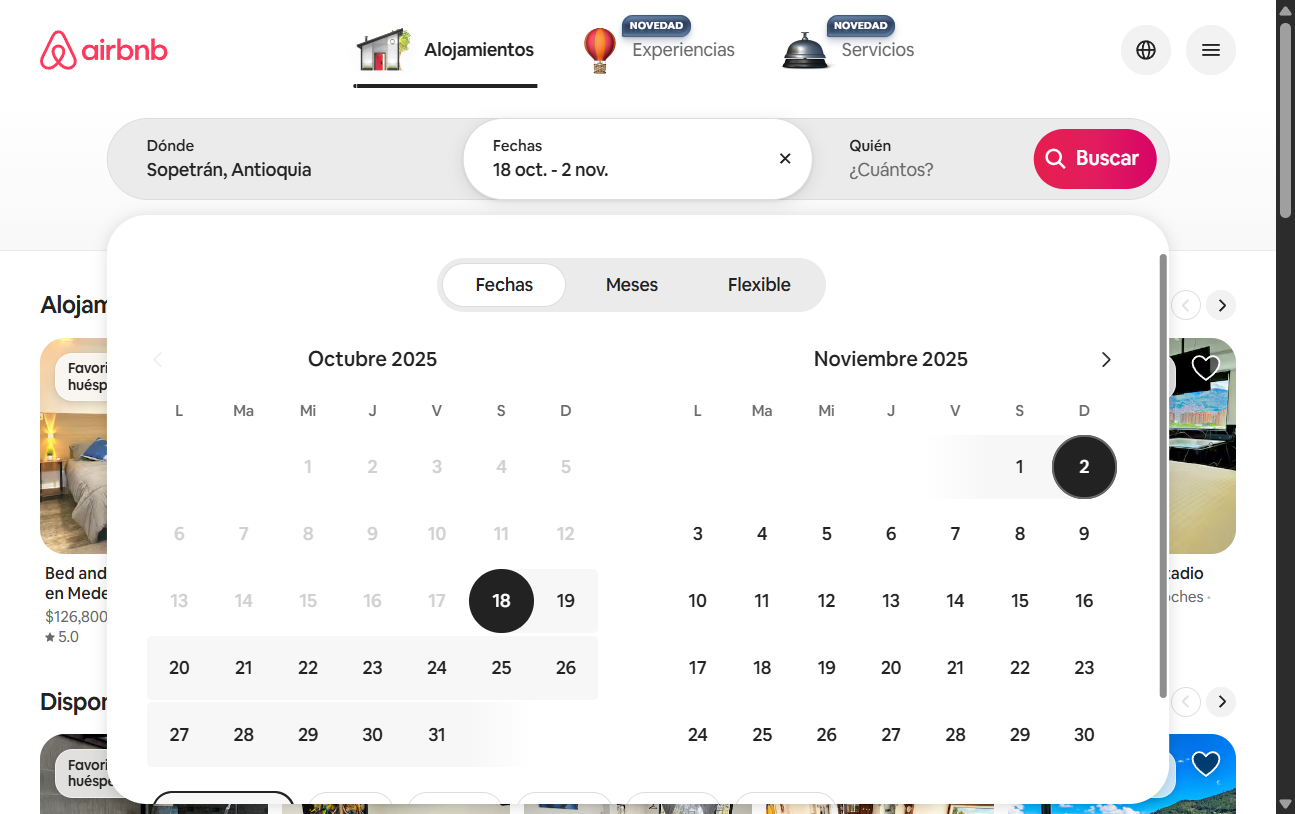 airbnb
Alojamientos
NOVEDAD
Experiencias
NOVEDAD
Servicios
Dónde
Sopetrán, Antioquia
Fechas
18 oct. - 2 nov.
Quién
¿Cuántos?
Buscar
Fechas
Meses
Flexible
Octubre 2025
L Ma Mi J V S D
1 2 3 4 5
6 7 8 9 10 11 12
13 14 15 16 17 18 19
20 21 22 23 24 25 26
27 28 29 30 31
Noviembre 2025
L Ma Mi J V S D
1 2
3 4 5 6 7 8 9
10 11 12 13 14 15 16
17 18 19 20 21 22 23
24 25 26 27 28 29 30
Alojam
Favori
huésp
Bed and
en Mede
$126,800
5.0
tadio
oches ·
Dispon
Favori
huéspe